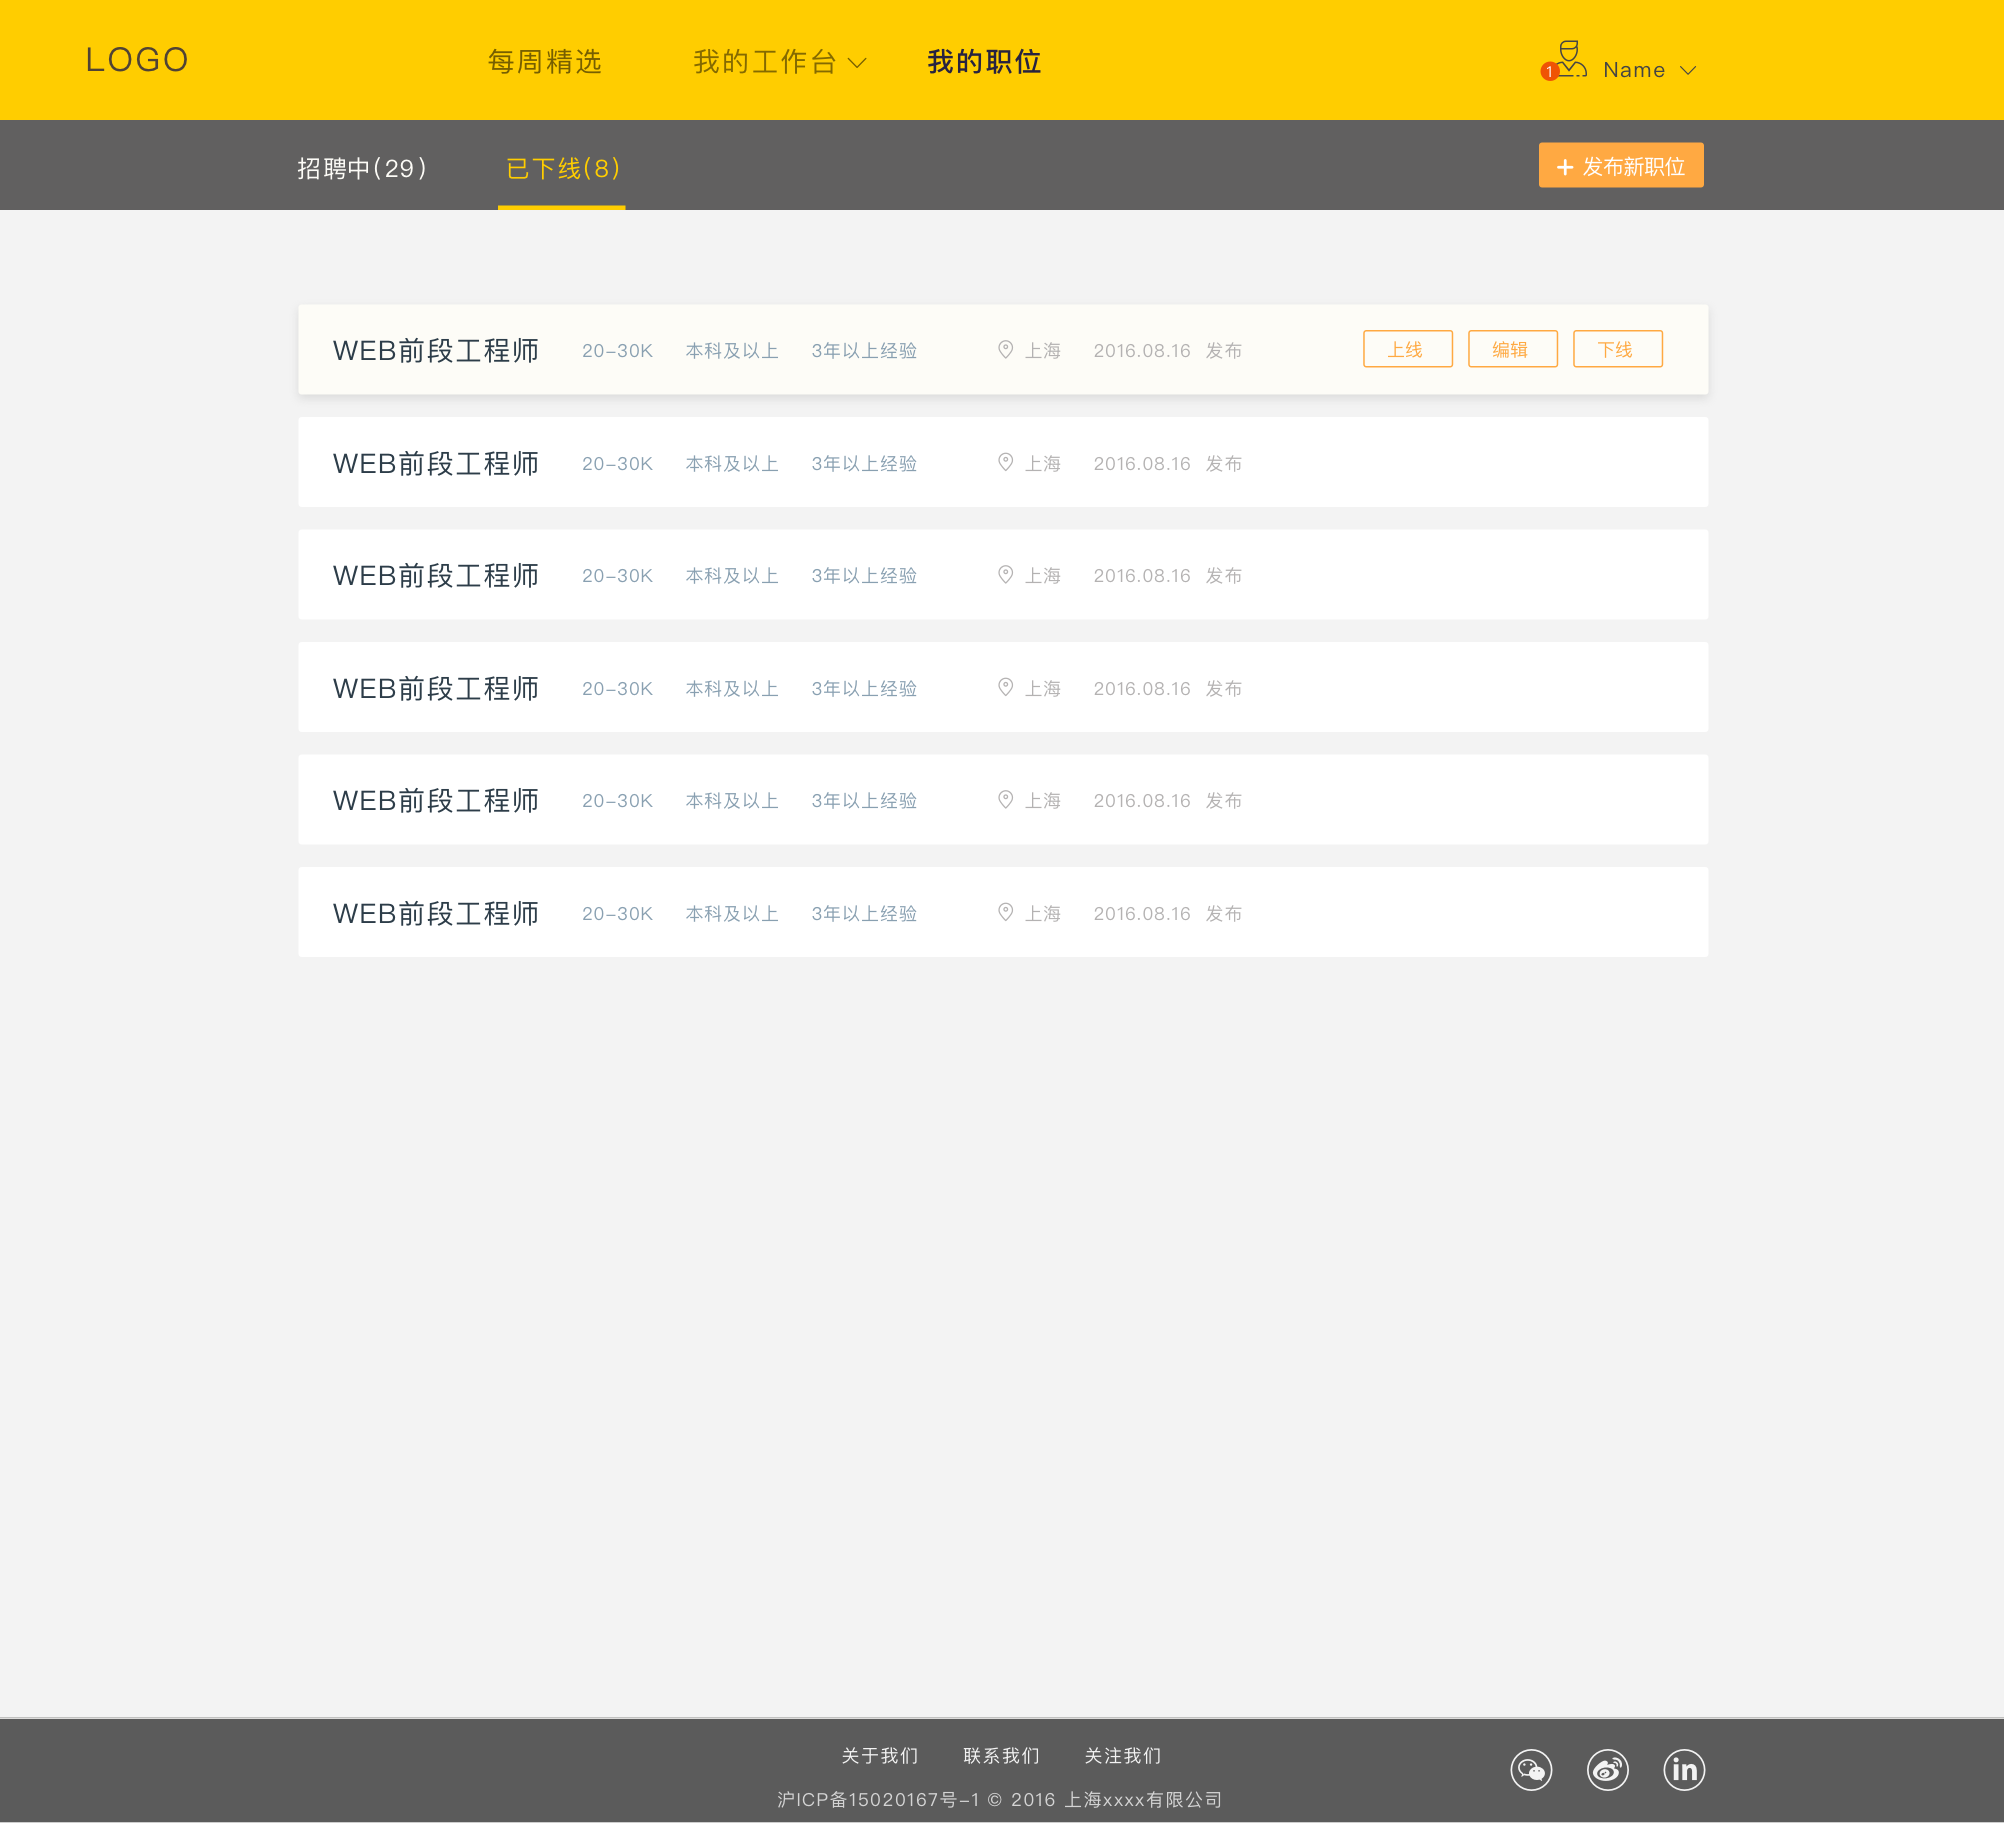 LOGO 每周精选 我的工作台 我的职位 1 Name
招聘中(29) 已下线(8) + 发布新职位
WEB前段工程师 20-30K 本科及以上 3年以上经验 上海 2016.08.16 发布 上线 编辑 下线
WEB前段工程师 20-30K 本科及以上 3年以上经验 上海 2016.08.16 发布
WEB前段工程师 20-30K 本科及以上 3年以上经验 上海 2016.08.16 发布
WEB前段工程师 20-30K 本科及以上 3年以上经验 上海 2016.08.16 发布
WEB前段工程师 20-30K 本科及以上 3年以上经验 上海 2016.08.16 发布
WEB前段工程师 20-30K 本科及以上 3年以上经验 上海 2016.08.16 发布
关于我们 联系我们 关注我们
沪ICP备15020167号-1 © 2016 上海xxxx有限公司
in